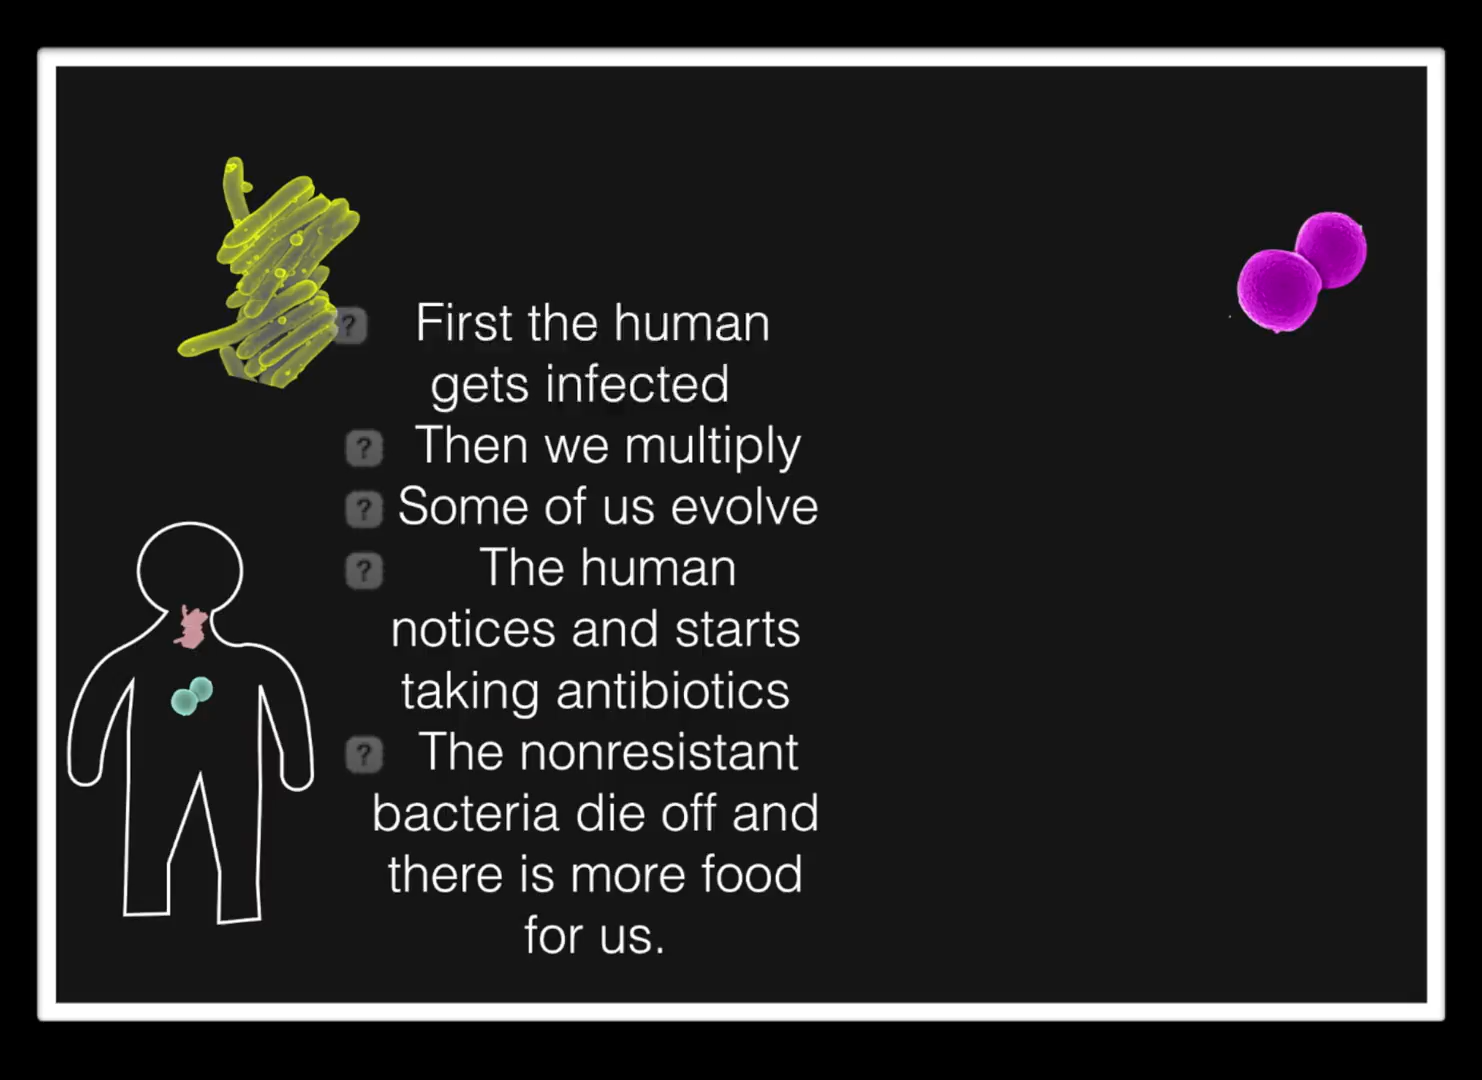 ? First the human
gets infected
? Then we multiply
? Some of us evolve
? The human
notices and starts
taking antibiotics
? The nonresistant
bacteria die off and
there is more food
for us.